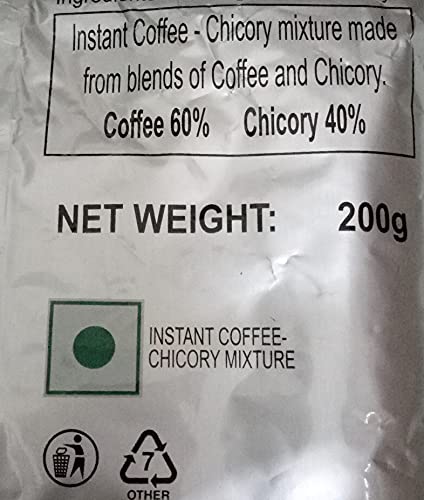 Instant Coffee - Chicory mixture made
from blends of Coffee and Chicory.
Coffee 60% Chicory 40%
NET WEIGHT: 200g
INSTANT COFFEE-
CHICORY MIXTURE
7
OTHER